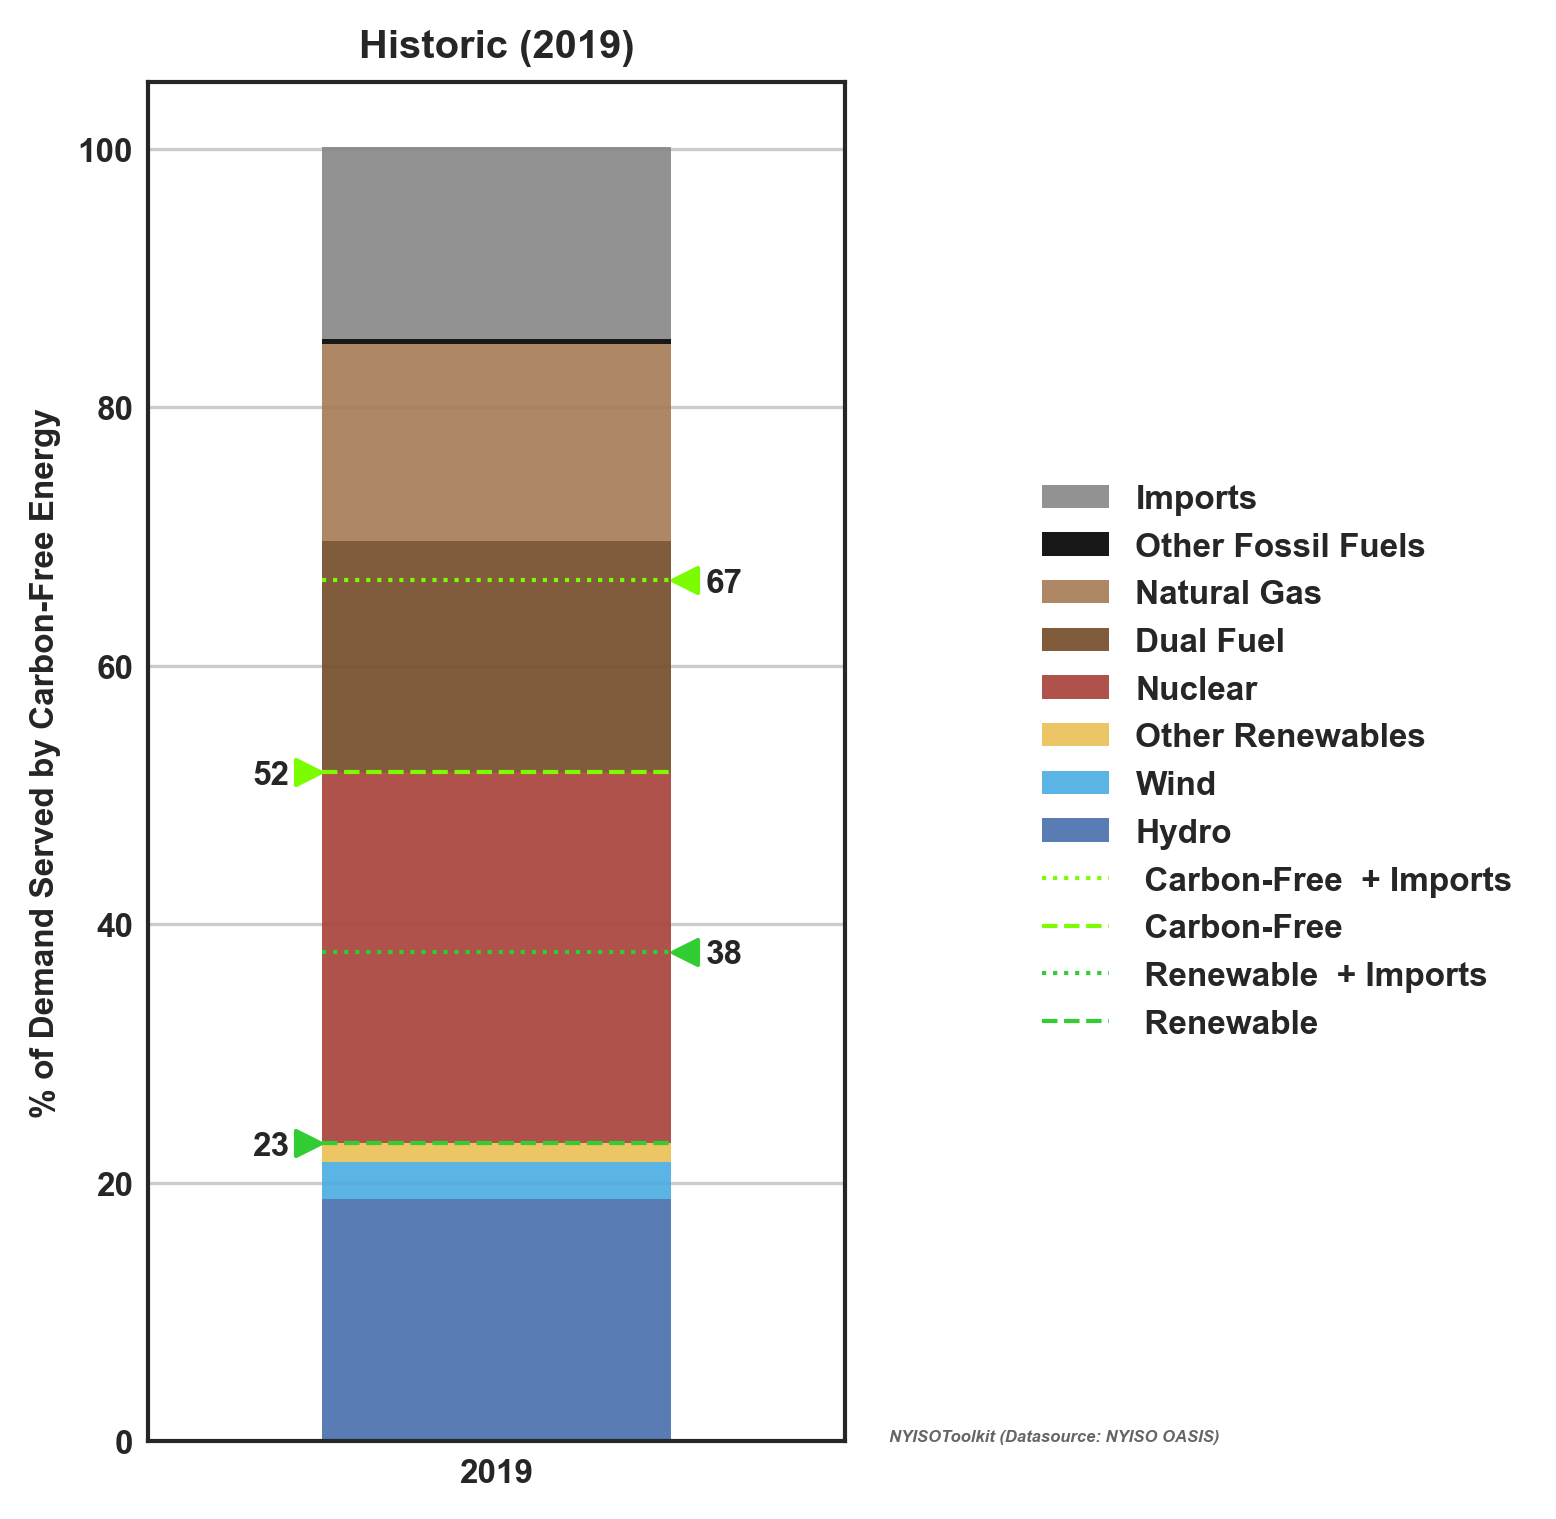 Historic (2019)
% of Demand Served by Carbon-Free Energy
100
80
60
40
20
0
67
52
38
23
2019
Imports
Other Fossil Fuels
Natural Gas
Dual Fuel
Nuclear
Other Renewables
Wind
Hydro
Carbon-Free + Imports
Carbon-Free
Renewable + Imports
Renewable
NYISOToolkit (Datasource: NYISO OASIS)